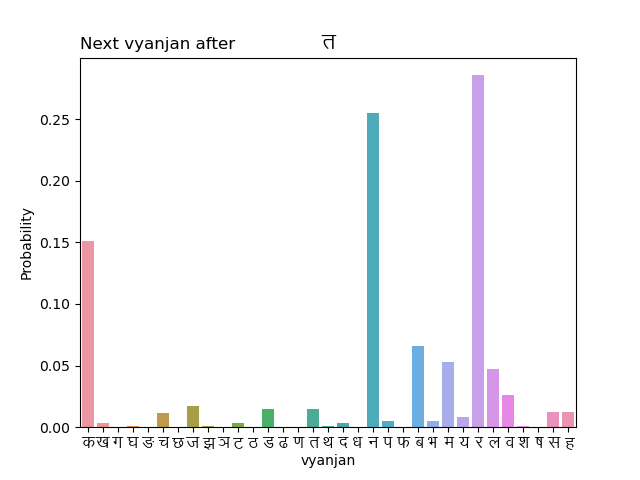 Next vyanjan after त
Probability
0.25
0.20
0.15
0.10
0.05
0.00
क ख ग घ ङ च छ ज झ ञ ट ठ ड ढ ण त थ द ध न प फ ब भ म य र ल व श ष स ह
vyanjan